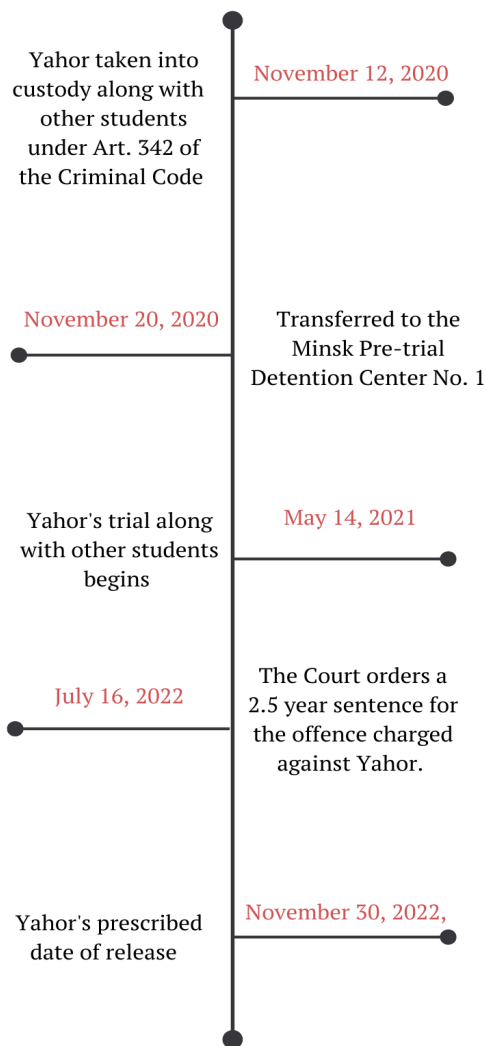 Yahor taken into
custody along with
other students
under Art. 342 of
the Criminal Code
November 12, 2020
November 20, 2020
Transferred to the
Minsk Pre-trial
Detention Center No. 1
Yahor's trial along
with other students
begins
May 14, 2021
July 16, 2022
The Court orders a
2.5 year sentence for
the offence charged
against Yahor.
Yahor's prescribed
date of release
November 30, 2022,